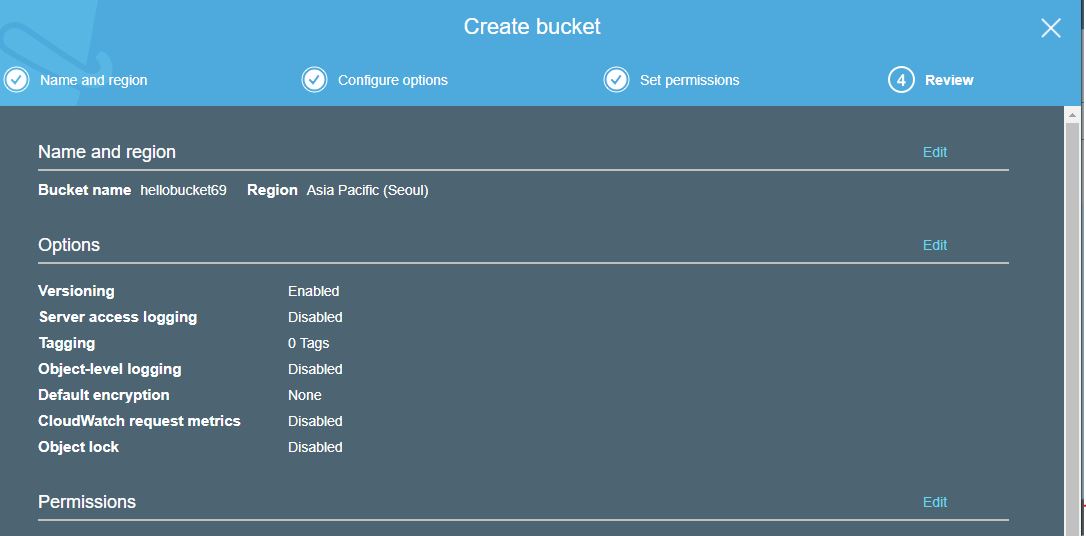 Create bucket
Name and region Configure options Set permissions 4 Review
Name and region Edit
Bucket name hellobucket69 Region Asia Pacific (Seoul)
Options Edit
Versioning Enabled
Server access logging Disabled
Tagging 0 Tags
Object-level logging Disabled
Default encryption None
CloudWatch request metrics Disabled
Object lock Disabled
Permissions Edit